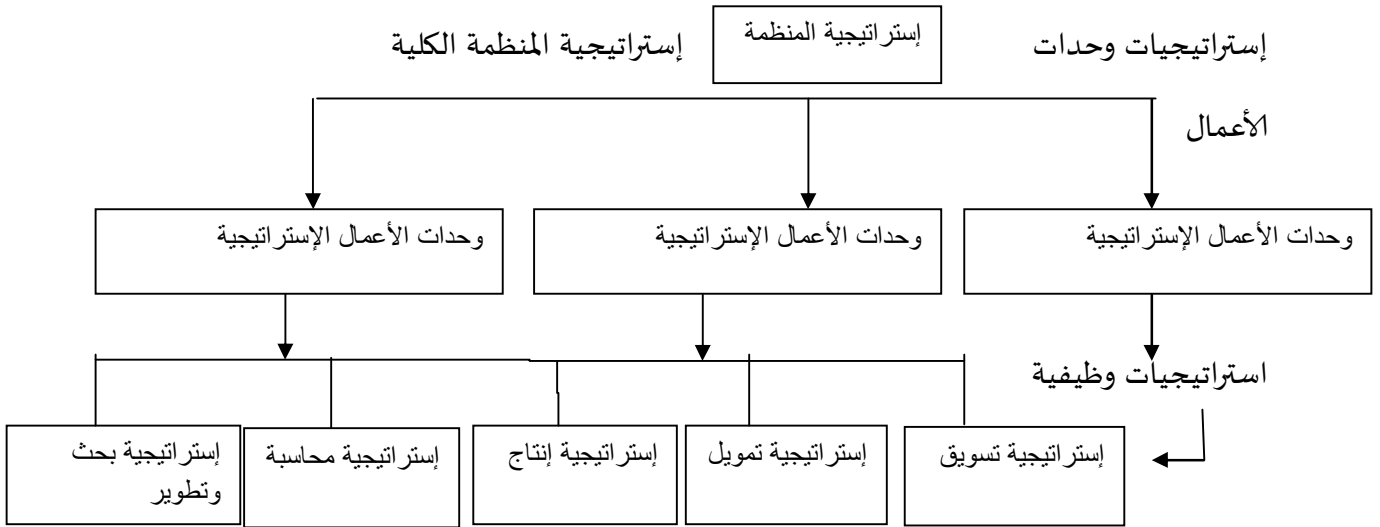 إستراتيجيات وحدات
إستراتيجية المنظمة
إستراتيجية المنظمة الكلية
الأعمال
وحدات الأعمال الإستراتيجية
وحدات الأعمال الإستراتيجية
وحدات الأعمال الإستراتيجية
استراتيجيات وظيفية
إستراتيجية تسويق
إستراتيجية تمويل
إستراتيجية إنتاج
إستراتيجية محاسبة
إستراتيجية بحث
وتطوير